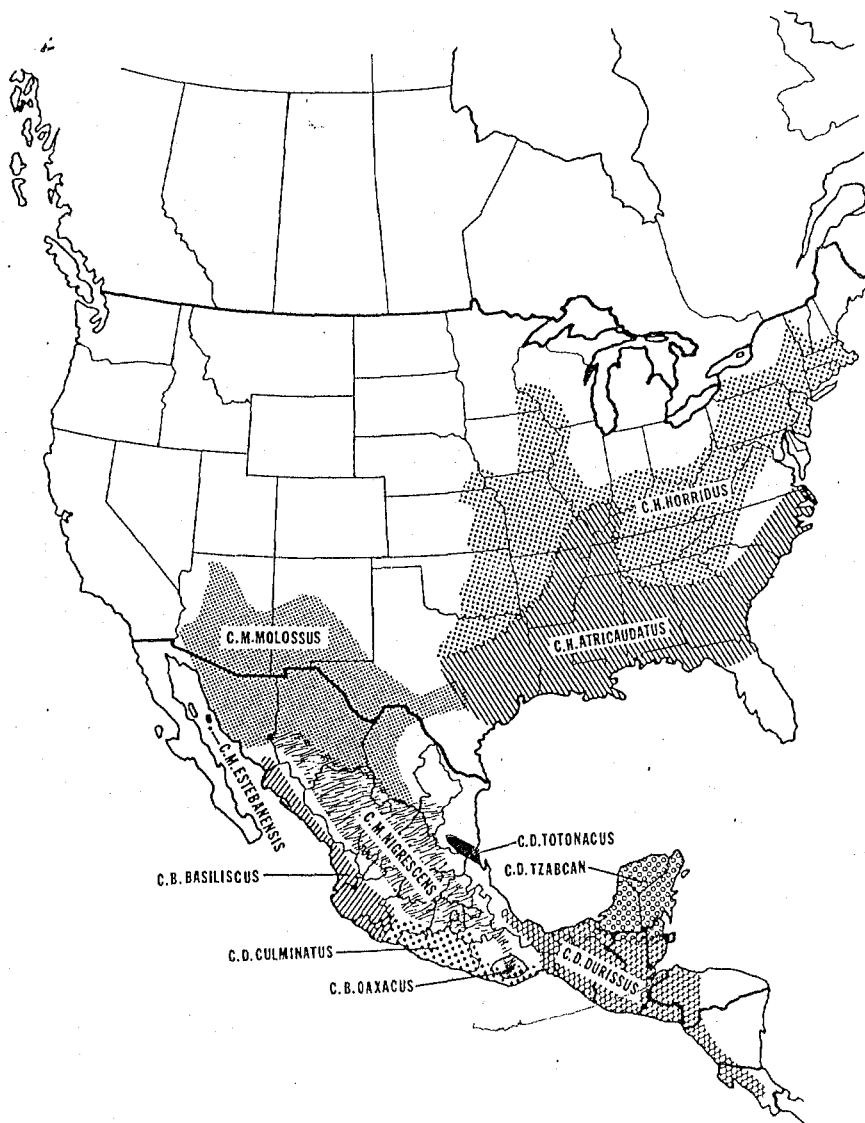 C.H.HORRIDUS
C.M.MOLOSSUS
C.H.ATRICAUDATUS
C.M.ESTEBANENSIS
C.M.NIGRESCENS
C.D.TOTONACUS
C.D.TZABCAN
C.B.BASILISCUS
C.D.CULMINATUS
C.D.DURISSUS
C.B.OAXACUS